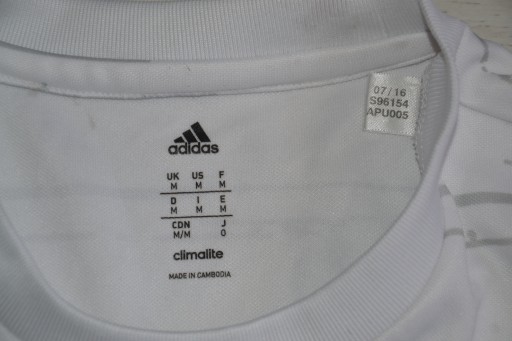 07/16
S96154
APU005
adidas
UK US F
M M M
D I E
M M M
CDN J
M/M O
climalite
MADE IN CAMBODIA